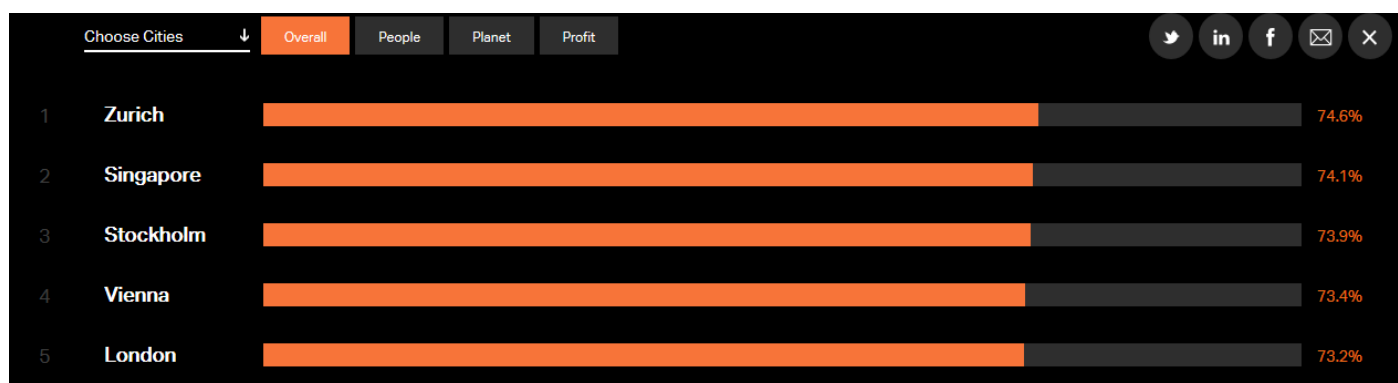 Choose Cities ↓ Overall People Planet Profit
1 Zurich 74.6%
2 Singapore 74.1%
3 Stockholm 73.9%
4 Vienna 73.4%
5 London 73.2%